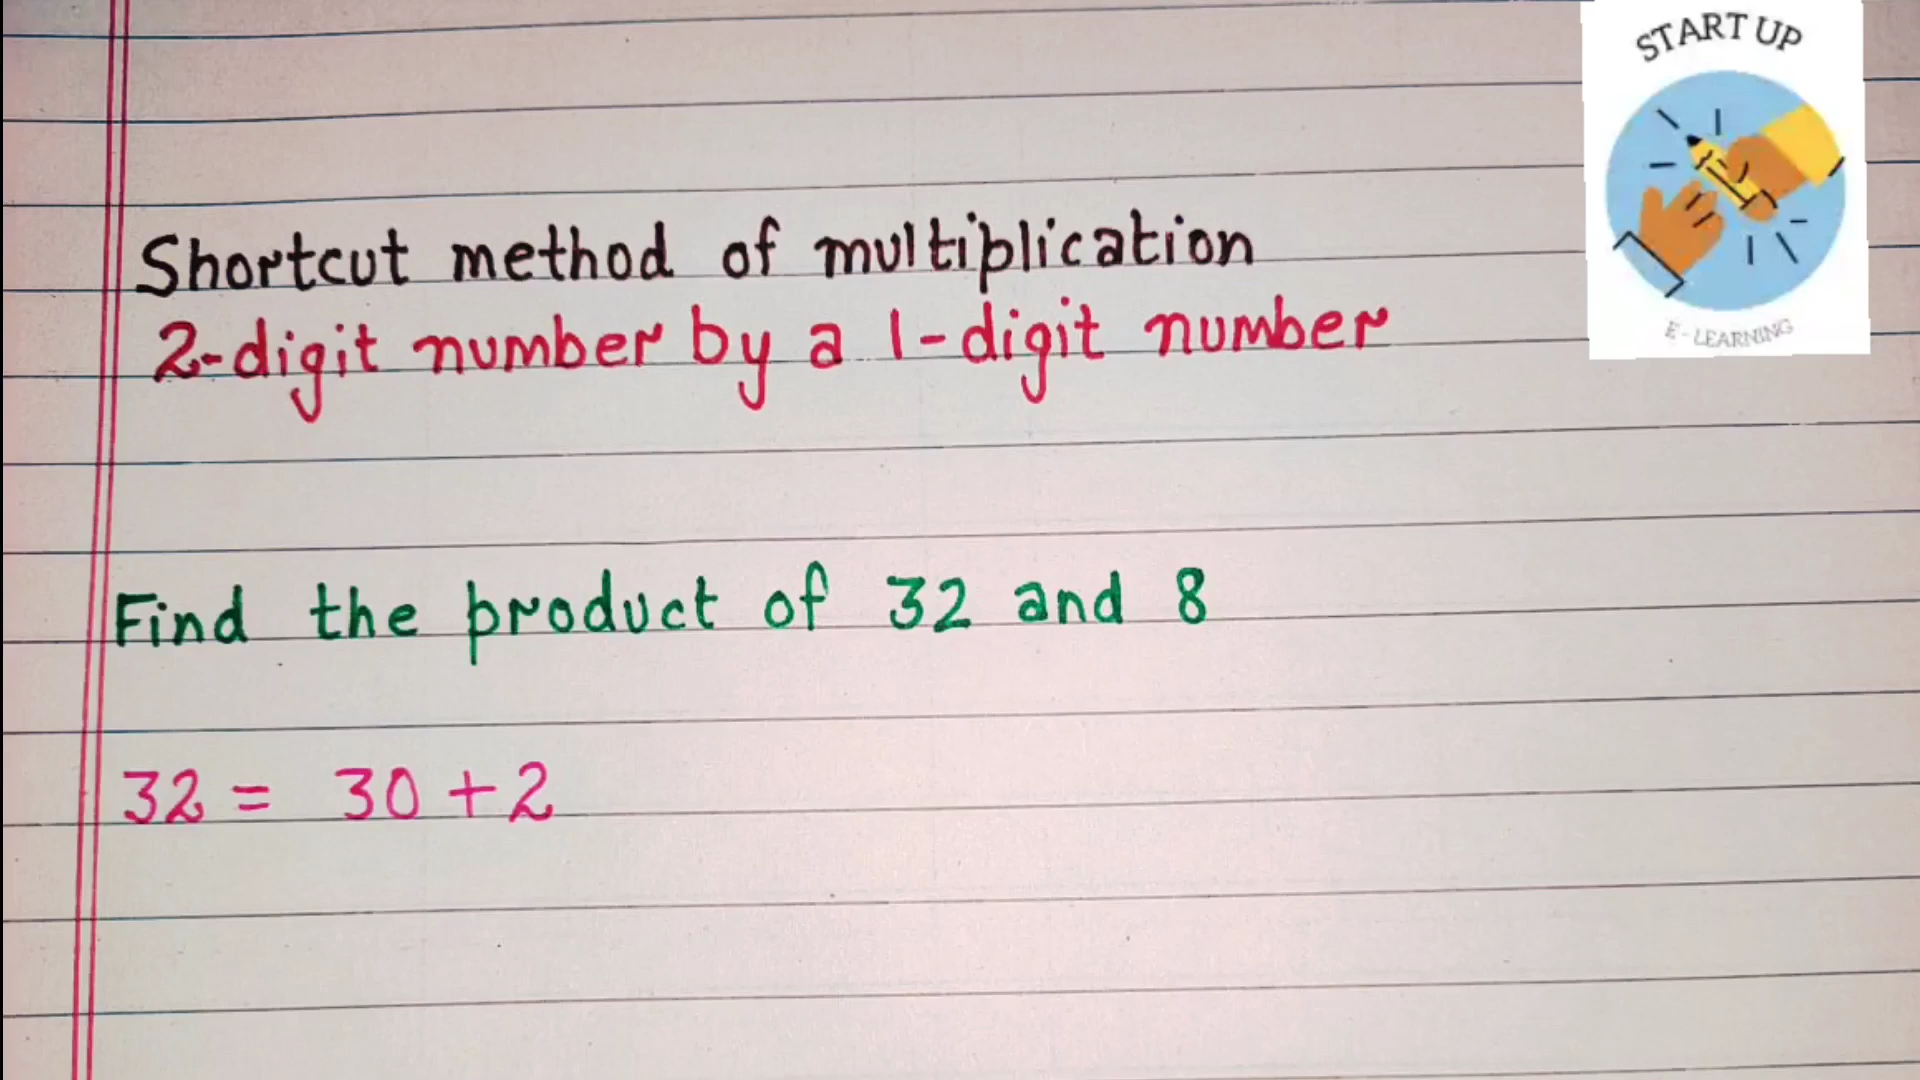 START UP
E-LEARNING
Shortcut method of multiplication
2-digit number by a 1-digit number
Find the product of 32 and 8
32 = 30 + 2